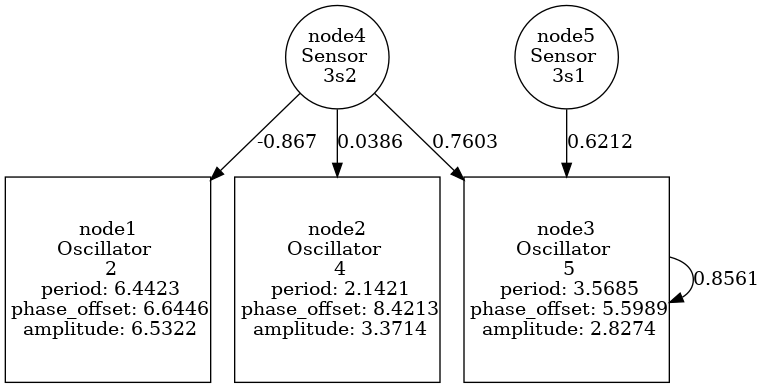 node4
Sensor
3s2
node5
Sensor
3s1
-0.867
0.0386
0.7603
0.6212
node1
Oscillator
2
period: 6.4423
phase_offset: 6.6446
amplitude: 6.5322
node2
Oscillator
4
period: 2.1421
phase_offset: 8.4213
amplitude: 3.3714
node3
Oscillator
5
period: 3.5685
phase_offset: 5.5989
amplitude: 2.8274
0.8561